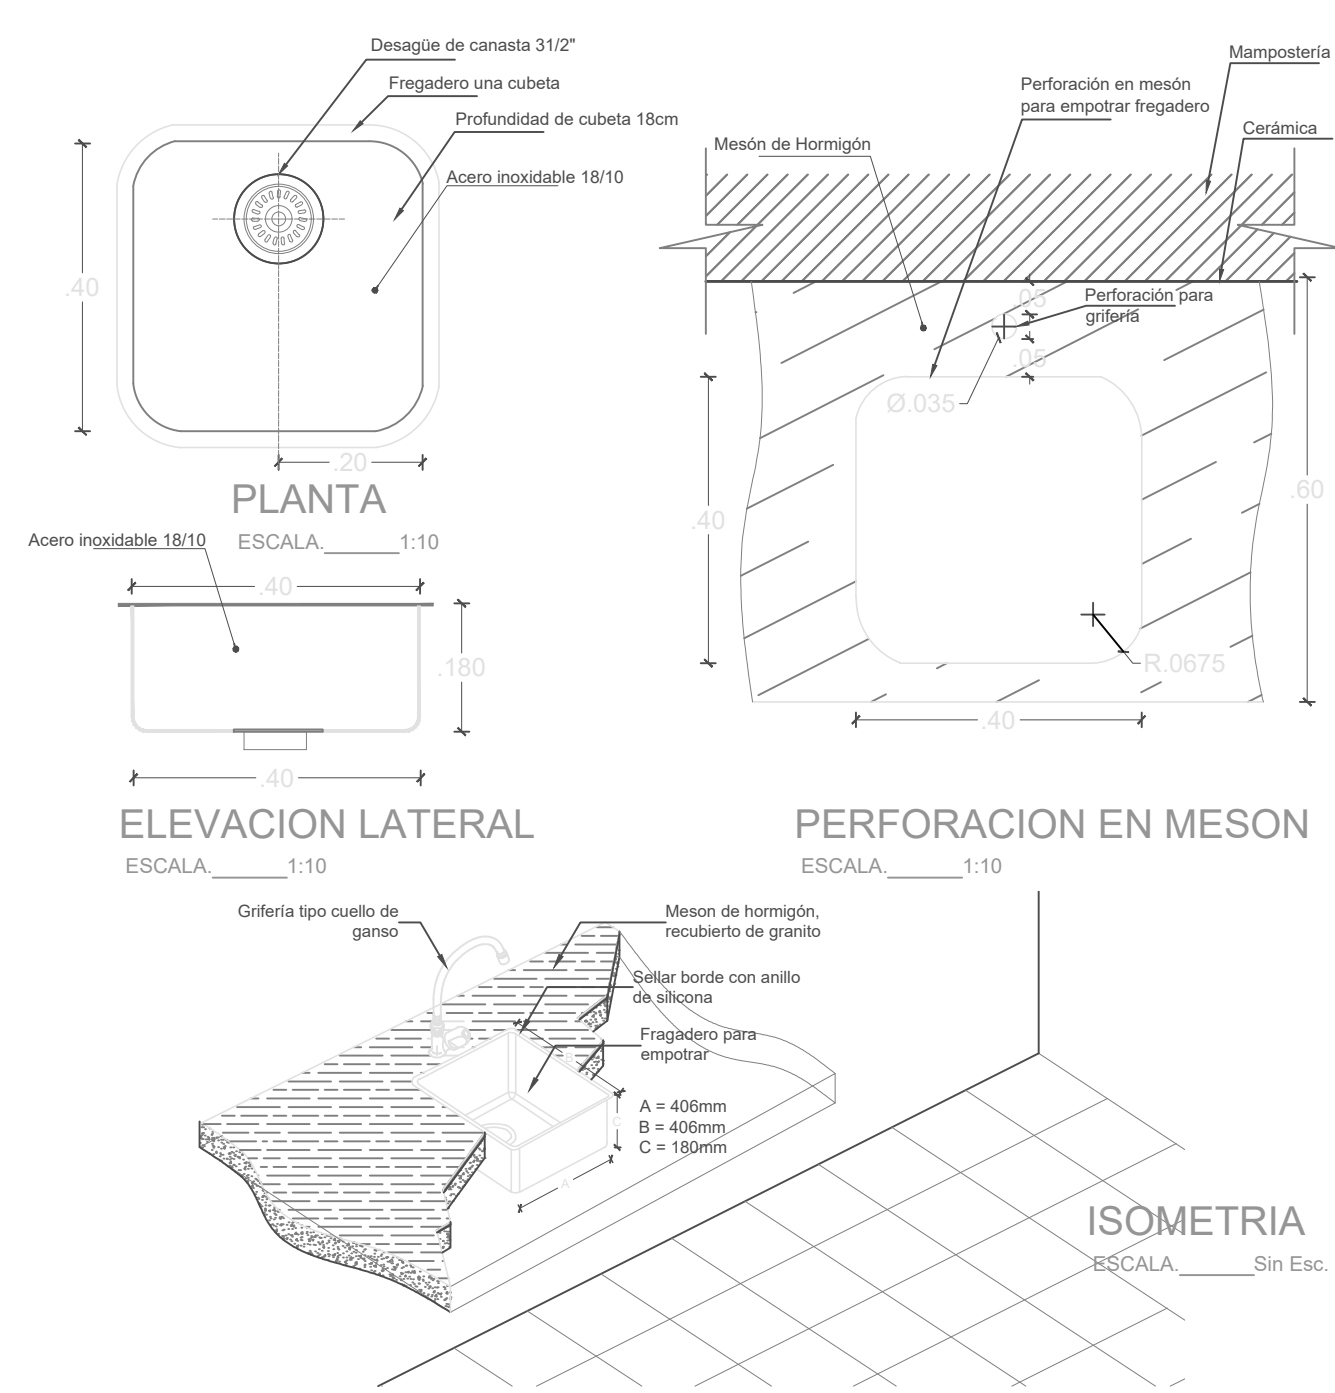 Desagüe de canasta 31/2"
Fregadero una cubeta
Profundidad de cubeta 18cm
Acero inoxidable 18/10
.40
.20
PLANTA
ESCALA.______1:10
Acero inoxidable 18/10
.40
.180
.40
ELEVACION LATERAL
ESCALA.______1:10
Mampostería
Perforación en mesón
para empotrar fregadero
Cerámica
Mesón de Hormigón
.05
Perforación para
grifería
.05
Ø.035
.40
.60
R.0675
.40
PERFORACION EN MESON
ESCALA.______1:10
Grifería tipo cuello de
ganso
Meson de hormigón,
recubierto de granito
Sellar borde con anillo
de silicona
Fragadero para
empotrar
B
A = 406mm
B = 406mm
C = 180mm
C
A
ISOMETRIA
ESCALA.______Sin Esc.